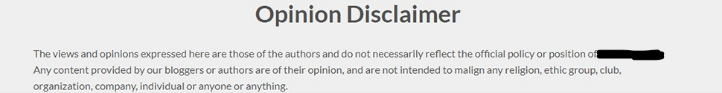 Opinion Disclaimer
The views and opinions expressed here are those of the authors and do not necessarily reflect the official policy or position of
Any content provided by our bloggers or authors are of their opinion, and are not intended to malign any religion, ethic group, club,
organization, company, individual or anyone or anything.